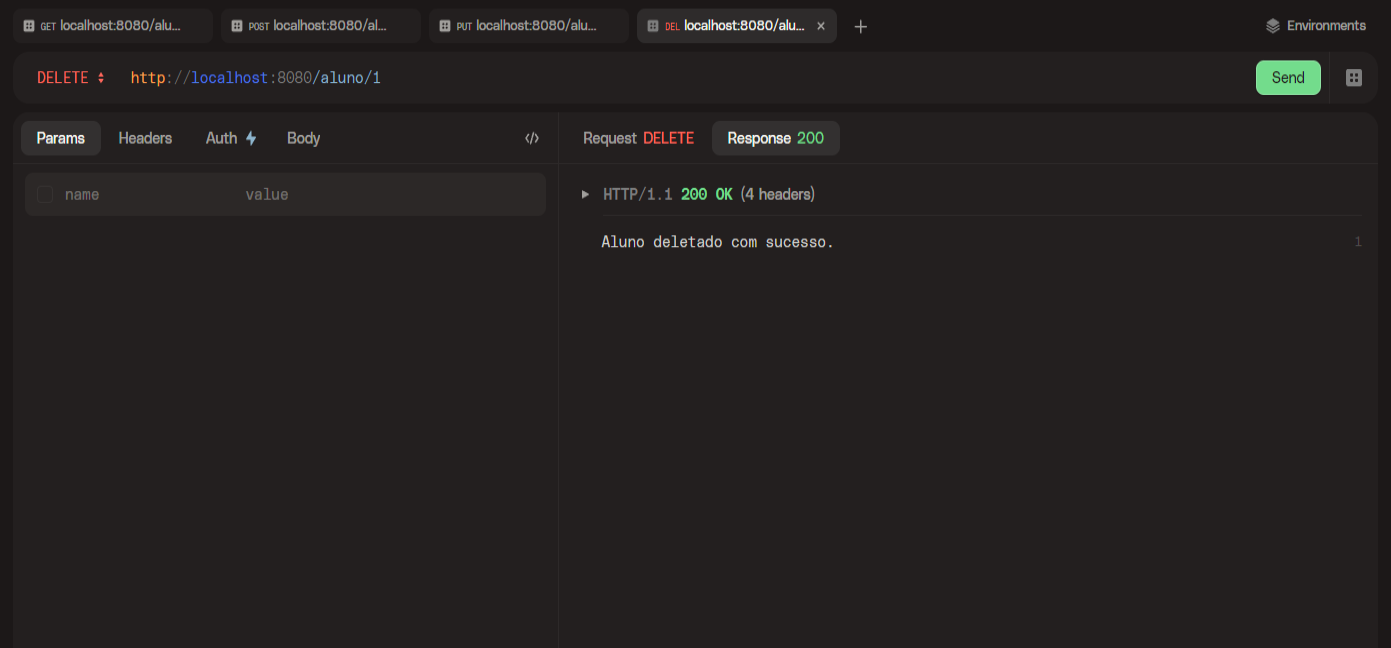 GET localhost:8080/alu... POST localhost:8080/al... PUT localhost:8080/alu... DEL localhost:8080/alu... × + Environments
DELETE http://localhost:8080/aluno/1 Send
Params Headers Auth Body </> Request DELETE Response 200
name value
HTTP/1.1 200 OK (4 headers)
Aluno deletado com sucesso. 1